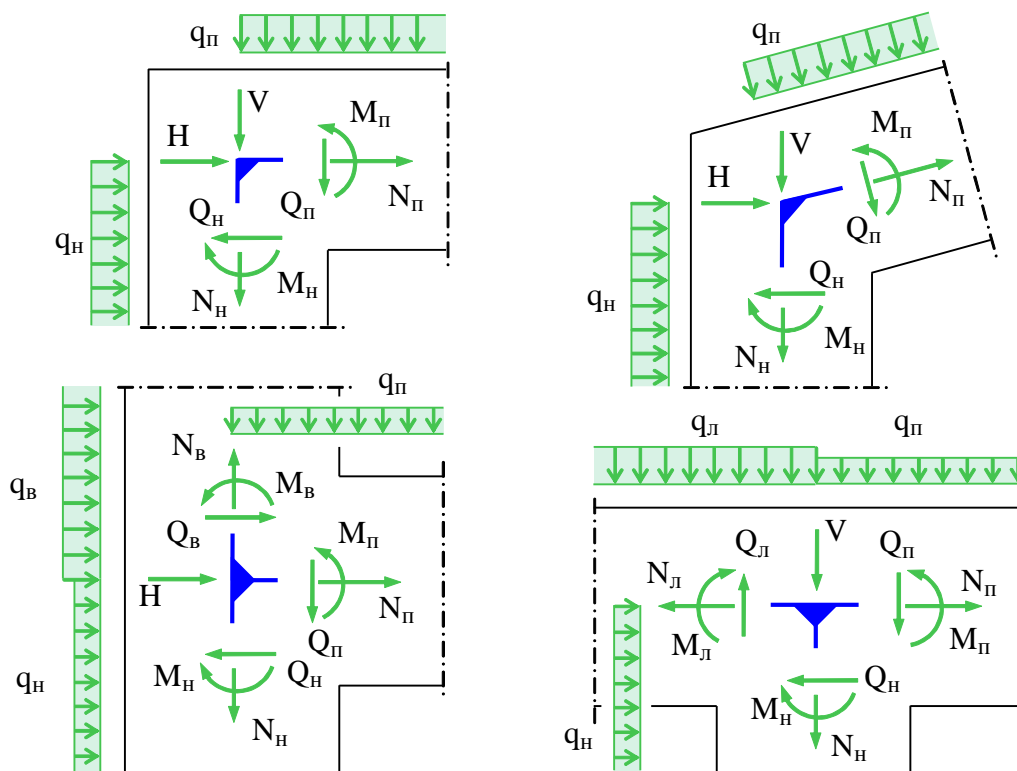 qп
V
H
Mп
Nп
Qн
Qп
qн
Mн
Nн
qп
V
H
Mп
Nп
Qп
Qн
qн
Mн
Nн
qп
Nв
qв
Mв
Qв
Mп
H
Nп
Qп
Mн
Qн
qн
Nн
qл
qп
V
Qл
Qп
Nл
Nп
Mл
Mп
Qн
Mн
qн
Nн